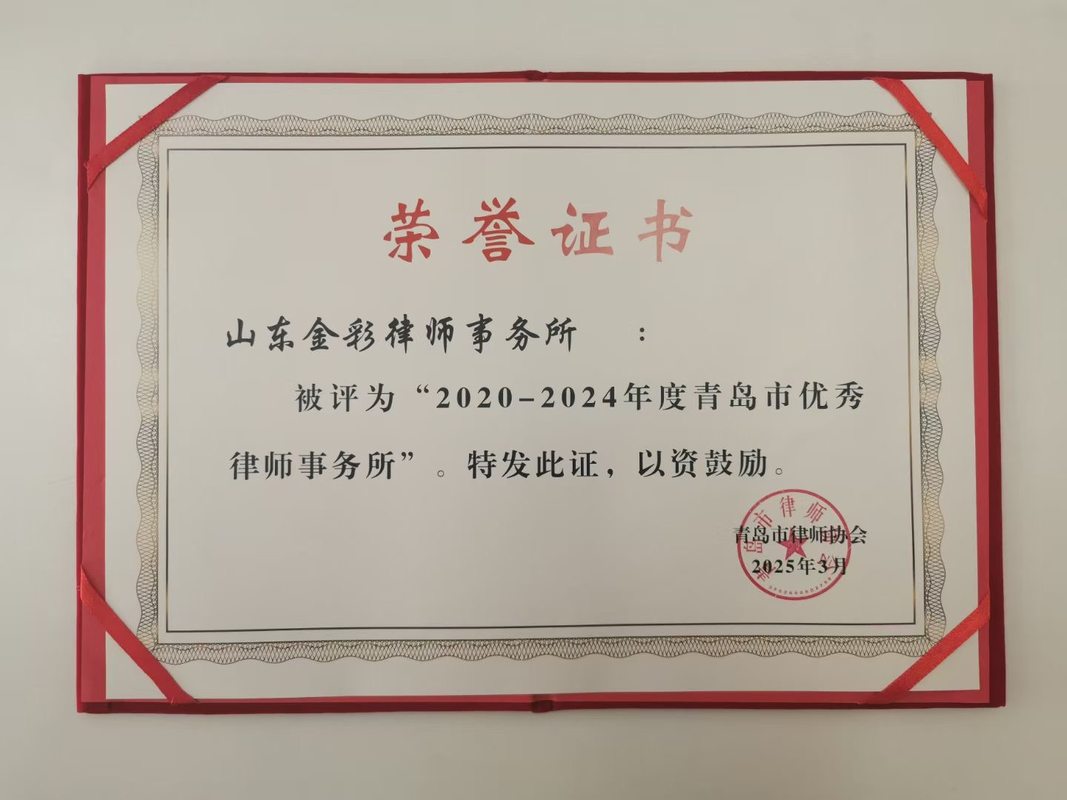 荣誉证书
山东金彩律师事务所 ：
被评为“2020-2024年度青岛市优秀
律师事务所”。特发此证，以资鼓励。
青岛市律师协会
2025年3月